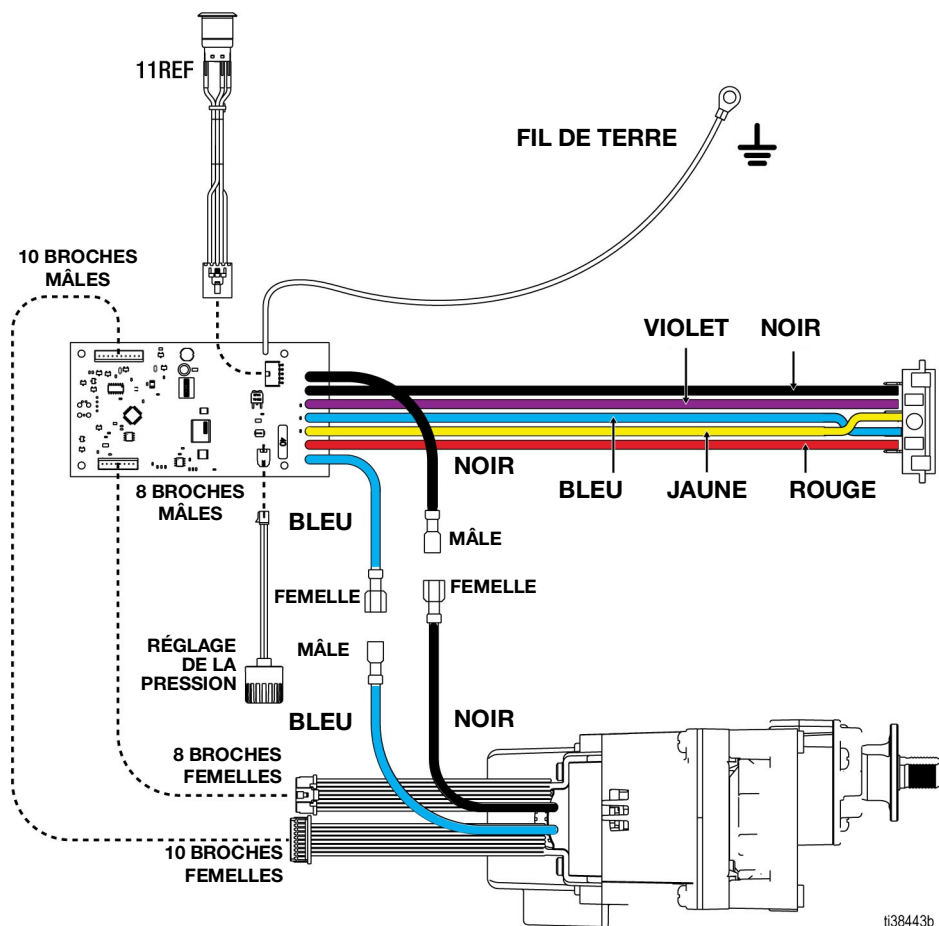 11REF
FIL DE TERRE
10 BROCHES
MÂLES
VIOLET
NOIR
NOIR
BLEU
JAUNE
ROUGE
8 BROCHES
MÂLES
BLEU
MÂLE
FEMELLE
FEMELLE
MÂLE
RÉGLAGE
DE LA
PRESSION
BLEU
NOIR
8 BROCHES
FEMELLES
10 BROCHES
FEMELLES
ti38443b